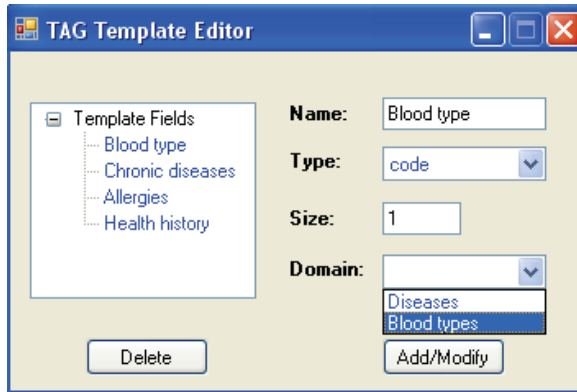 TAG Template Editor
Template Fields
Blood type
Chronic diseases
Allergies
Health history
Name:
Blood type
Type:
code
Size:
1
Domain:
Diseases
Blood types
Delete
Add/Modify